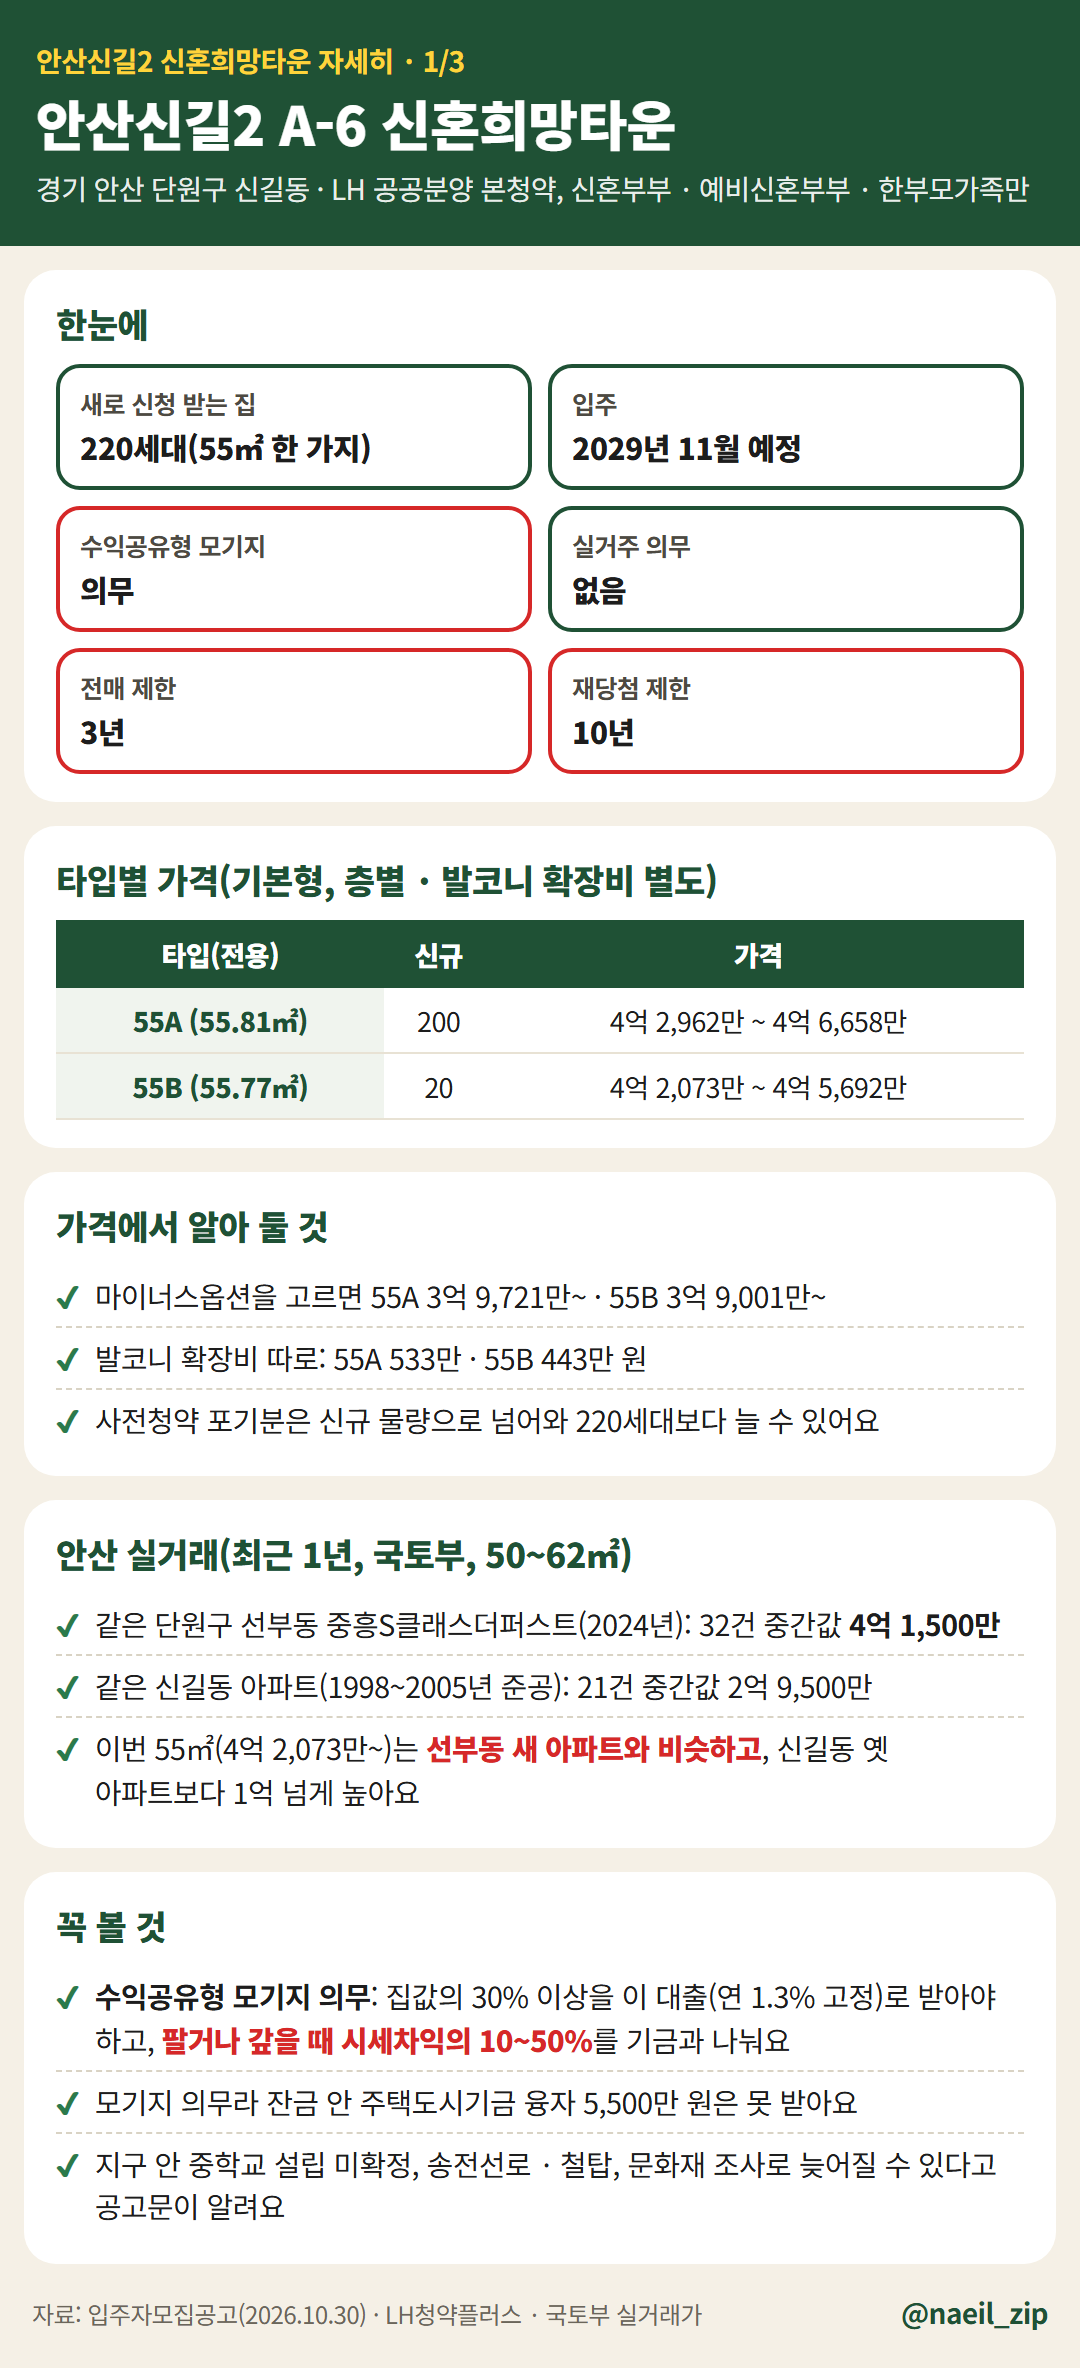 안산신길2 신혼희망타운 자세히 · 1/3
안산신길2 A-6 신혼희망타운
경기 안산 단원구 신길동 · LH 공공분양 본청약, 신혼부부 · 예비신혼부부 · 한부모가족만
한눈에
새로 신청 받는 집
220세대(55㎡ 한 가지)
입주
2029년 11월 예정
수익공유형 모기지
의무
실거주 의무
없음
전매 제한
3년
재당첨 제한
10년
타입별 가격(기본형, 층별 · 발코니 확장비 별도)
타입(전용) 신규 가격
55A (55.81㎡) 200 4억 2,962만 ~ 4억 6,658만
55B (55.77㎡) 20 4억 2,073만 ~ 4억 5,692만
가격에서 알아 둘 것
✔ 마이너스옵션을 고르면 55A 3억 9,721만~ · 55B 3억 9,001만~
✔ 발코니 확장비 따로: 55A 533만 · 55B 443만 원
✔ 사전청약 포기분은 신규 물량으로 넘어와 220세대보다 늘 수 있어요
안산 실거래(최근 1년, 국토부, 50~62㎡)
✔ 같은 단원구 선부동 중흥S클래스더퍼스트(2024년): 32건 중간값 4억 1,500만
✔ 같은 신길동 아파트(1998~2005년 준공): 21건 중간값 2억 9,500만
✔ 이번 55㎡(4억 2,073만~)는 선부동 새 아파트와 비슷하고, 신길동 옛
아파트보다 1억 넘게 높아요
꼭 볼 것
✔ 수익공유형 모기지 의무: 집값의 30% 이상을 이 대출(연 1.3% 고정)로 받아야
하고, 팔거나 갚을 때 시세차익의 10~50%를 기금과 나눠요
✔ 모기지 의무라 잔금 안 주택도시기금 융자 5,500만 원은 못 받아요
✔ 지구 안 중학교 설립 미확정, 송전선로 · 철탑, 문화재 조사로 늦어질 수 있다고
공고문이 알려요
자료: 입주자모집공고(2026.10.30) · LH청약플러스 · 국토부 실거래가
@naeil_zip